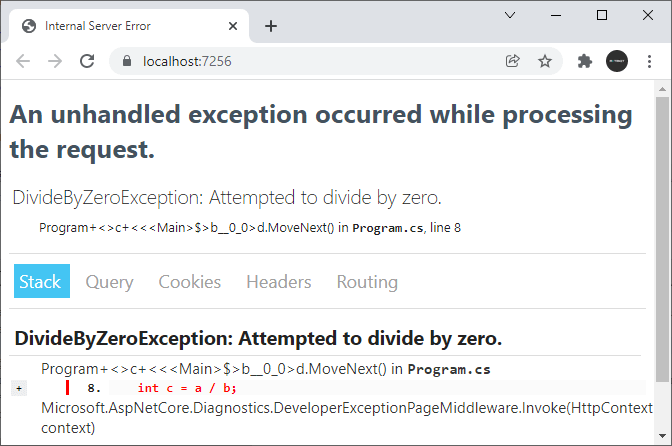 Internal Server Error
localhost:7256
An unhandled exception occurred while processing
the request.
DivideByZeroException: Attempted to divide by zero.
Program+<>c+<<<Main>$>b__0_0>d.MoveNext() in Program.cs, line 8
Stack Query Cookies Headers Routing
DivideByZeroException: Attempted to divide by zero.
Program+<>c+<<<Main>$>b__0_0>d.MoveNext() in Program.cs
+ 8. int c = a / b;
Microsoft.AspNetCore.Diagnostics.DeveloperExceptionPageMiddleware.Invoke(HttpContext
context)